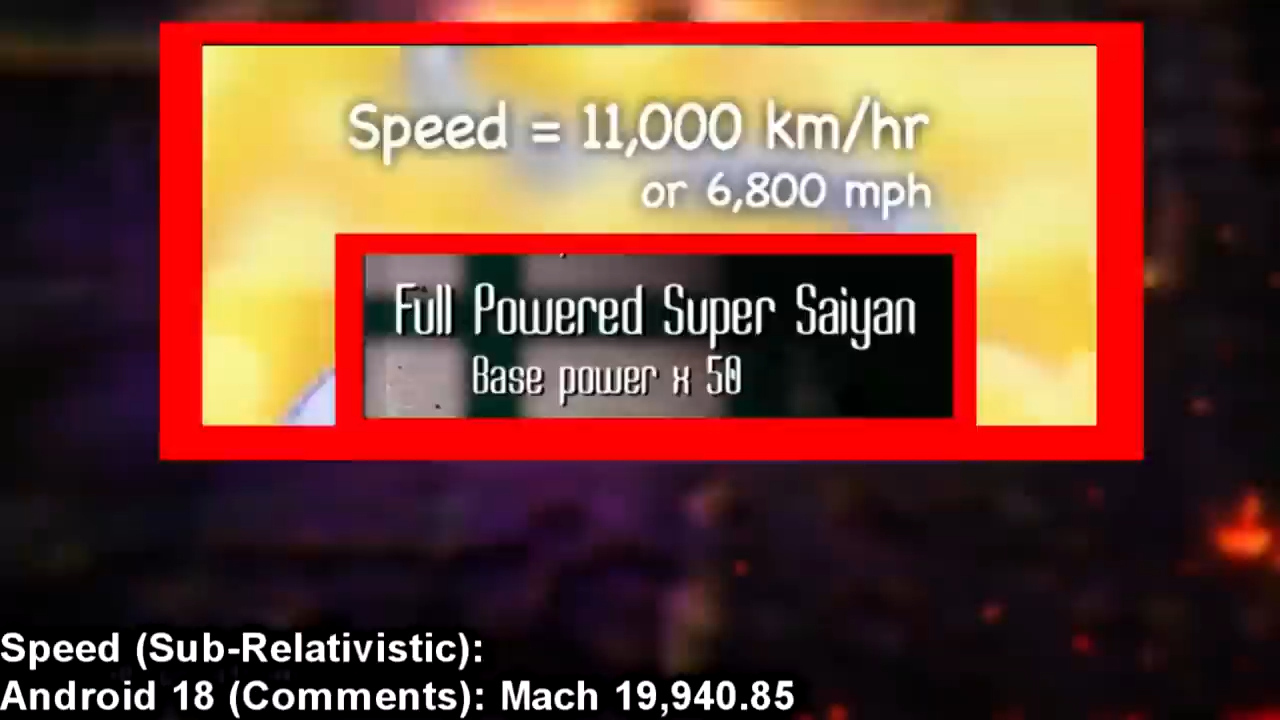 Speed = 11,000 km/hr
or 6,800 mph
Full Powered Super Saiyan
Base power x 50
Speed (Sub-Relativistic):
Android 18 (Comments): Mach 19,940.85